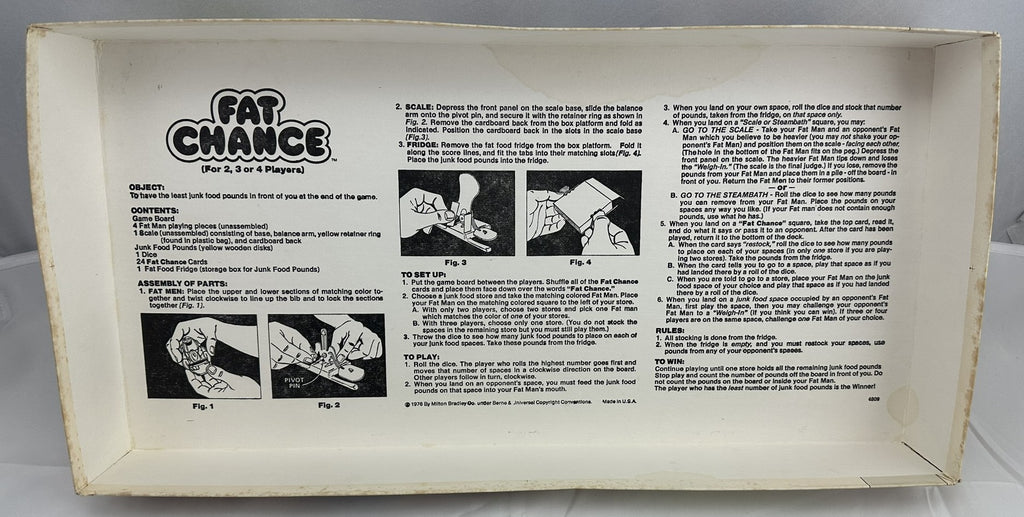 FAT
CHANCE™
(For 2, 3 or 4 Players)
OBJECT:
To have the least junk food pounds in front of you at the end of the game.
CONTENTS:
Game Board
4 Fat Man playing pieces (unassembled)
1 Scale (unassembled) consisting of base, balance arm, yellow retainer ring
(found in plastic bag), and cardboard back
Junk Food Pounds (yellow wooden disks)
1 Dice
24 Fat Chance Cards
1 Fat Food Fridge (storage box for Junk Food Pounds)
ASSEMBLY OF PARTS:
1. FAT MEN: Place the upper and lower sections of matching color to-
gether and twist clockwise to line up the bib and to lock the sections
together (Fig. 1).
Fig. 1
PIVOT
PIN
Fig. 2
2. SCALE: Depress the front panel on the scale base, slide the balance
arm onto the pivot pin, and secure it with the retainer ring as shown in
Fig. 2. Remove the cardboard back from the box platform and fold as
indicated. Position the cardboard back in the slots in the scale base
(Fig.3).
3. FRIDGE: Remove the fat food fridge from the box platform. Fold it
along the score lines, and fit the tabs into their matching slots(Fig. 4).
Place the junk food pounds into the fridge.
Fig. 3
Fig. 4
TO SET UP:
1. Put the game board between the players. Shuffle all of the Fat Chance
cards and place them face down over the words "Fat Chance."
2. Choose a junk food store and take the matching colored Fat Man. Place
your Fat Man on the matching colored square to the left of your store.
A. With only two players, choose two stores and pick one Fat Man
which matches the color of one of your stores.
B. With three players, choose only one store. (You do not stock the
spaces in the remaining store but you must still play them.)
3. Throw the dice to see how many junk food pounds to place on each of
your junk food spaces. Take these pounds from the fridge.
TO PLAY:
1. Roll the dice. The player who rolls the highest number goes first and
moves that number of spaces in a clockwise direction on the board.
Other players follow in turn, clockwise.
2. When you land on an opponent's space, you must feed the junk food
pounds on that space into your Fat Man's mouth.
© 1976 By Milton Bradley Co. under Berne & Universal Copyright Conventions. Made in U.S.A.
3. When you land on your own space, roll the dice and stock that number
of pounds, taken from the fridge, on that space only.
4. When you land on a "Scale or Steambath" square, you may:
A. GO TO THE SCALE - Take your Fat Man and an opponent's Fat
Man which you believe to be heavier (you may not shake your op-
ponent's Fat Man) and position them on the scale - facing each other,
(The hole in the bottom of the Fat Man fits on the peg.) Depress the
front panel on the scale. The heavier Fat Man tips down and loses
the "Weigh-In." (The scale is the final judge.) If you lose, remove the
pounds from your Fat Man and place them in a pile - off the board - in
front of you. Return the Fat Men to their former positions.
— or —
B. GO TO THE STEAMBATH - Roll the dice to see how many pounds
you can remove from your Fat Man. Place the pounds on your
spaces any way you like. (If your Fat Man does not contain enough
pounds, use what he has.)
5. When you land on a "Fat Chance" square, take the top card, read it,
and do what it says or pass it to an opponent. After the card has been
played, return it to the bottom of the deck.
A. When the card says "restock," roll the dice to see how many pounds
to place on each of your spaces (in only one store if you are play-
ing two stores). Take the pounds from the fridge.
B. When the card tells you to go to a space, play that space as if you
had landed there by a roll of the dice.
C. When you are told to go to a store, place your Fat Man on the junk
food space of your choice and play that space as if you had landed
there by a roll of the dice.
6. When you land on a junk food space occupied by an opponent's Fat
Man, first play the space, then you may challenge your opponent's
Fat Man to a "Weigh-In" (if you think you can win). If three or four
players are on the same space, challenge one Fat Man of your choice.
RULES:
1. All stocking is done from the fridge.
2. When the fridge is empty, and you must restock your spaces, use
pounds from any of your opponent's spaces.
TO WIN:
Continue playing until one store holds all the remaining junk food pounds
Stop play and count the number of pounds off the board in front of you. Do
not count the pounds on the board or inside your Fat Man.
The player who has the least number of junk food pounds is the Winner!
4809